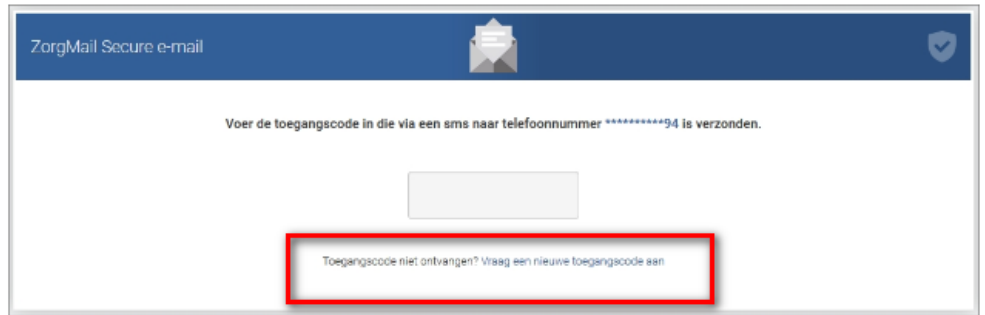 ZorgMail Secure e-mail
Voer de toegangscode in die via een sms naar telefoonnummer **********94 is verzonden.
Toegangscode niet ontvangen? Vraag een nieuwe toegangscode aan